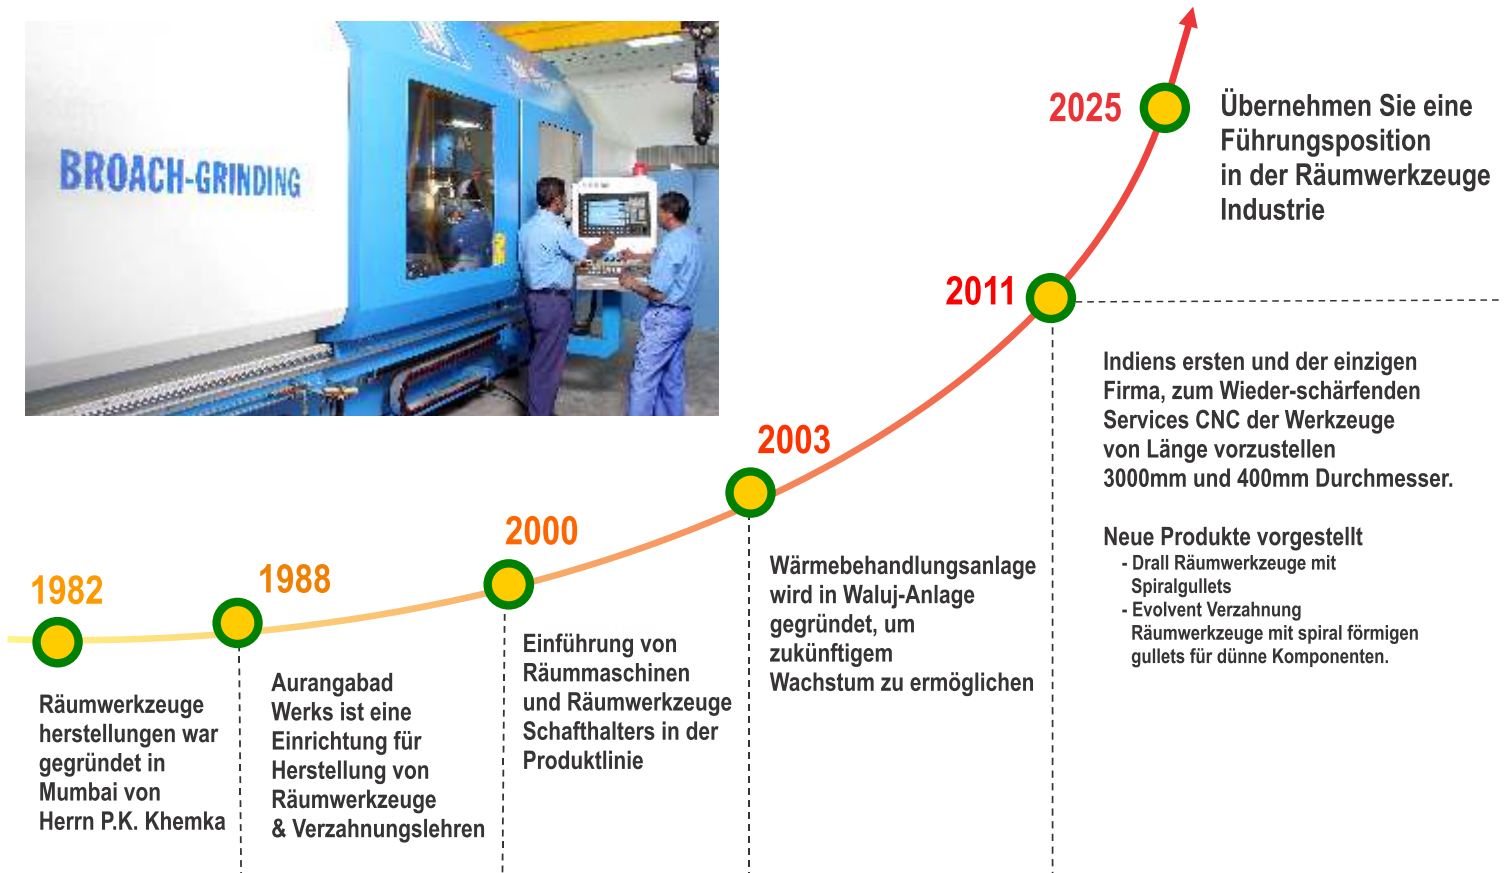 BROACH-GRINDING
1982
Räumwerkzeuge
herstellungen war
gegründet in
Mumbai von
Herrn P.K. Khemka
1988
Aurangabad
Werks ist eine
Einrichtung für
Herstellung von
Räumwerkzeuge
& Verzahnungslehren
2000
Einführung von
Räummaschinen
und Räumwerkzeuge
Schafthalters in der
Produktlinie
2003
Wärmebehandlungsanlage
wird in Waluj-Anlage
gegründet, um
zukünftigem
Wachstum zu ermöglichen
2011
Indiens ersten und der einzigen
Firma, zum Wieder-schärfenden
Services CNC der Werkzeuge
von Länge vorzustellen
3000mm und 400mm Durchmesser.
Neue Produkte vorgestellt
- Drall Räumwerkzeuge mit
Spiralgullets
- Evolvent Verzahnung
Räumwerkzeuge mit spiral förmigen
gullets für dünne Komponenten.
2025
Übernehmen Sie eine
Führungsposition
in der Räumwerkzeuge
Industrie